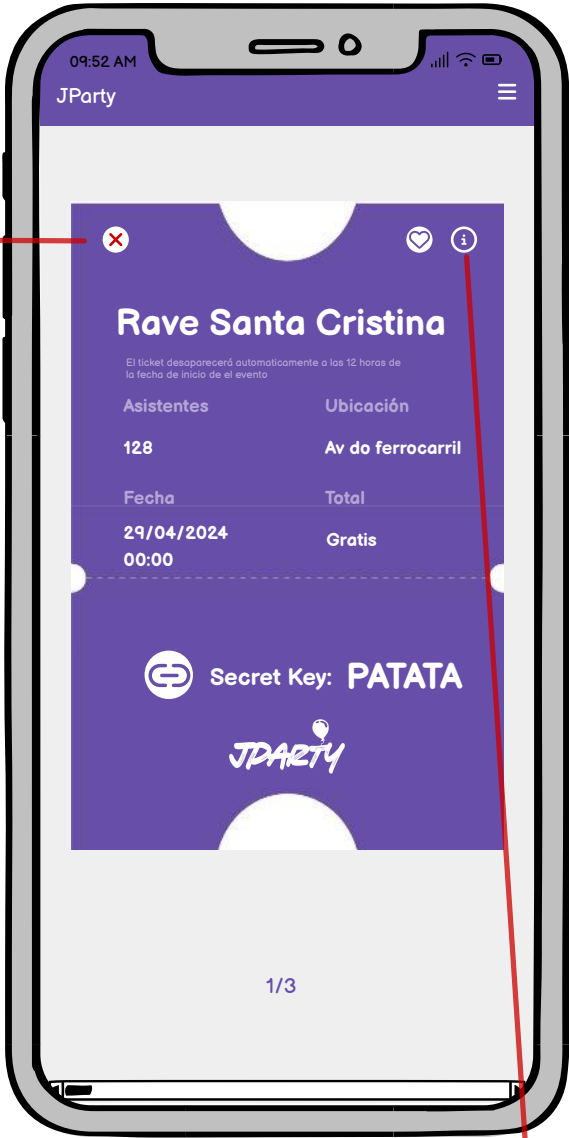 09:52 AM
JParty
Rave Santa Cristina
El ticket desaparecerá automaticamente a las 12 horas de
la fecha de inicio de el evento
Asistentes
Ubicación
128
Av do ferrocarril
Fecha
Total
29/04/2024
00:00
Gratis
Secret Key: PATATA
JPARTY
1/3